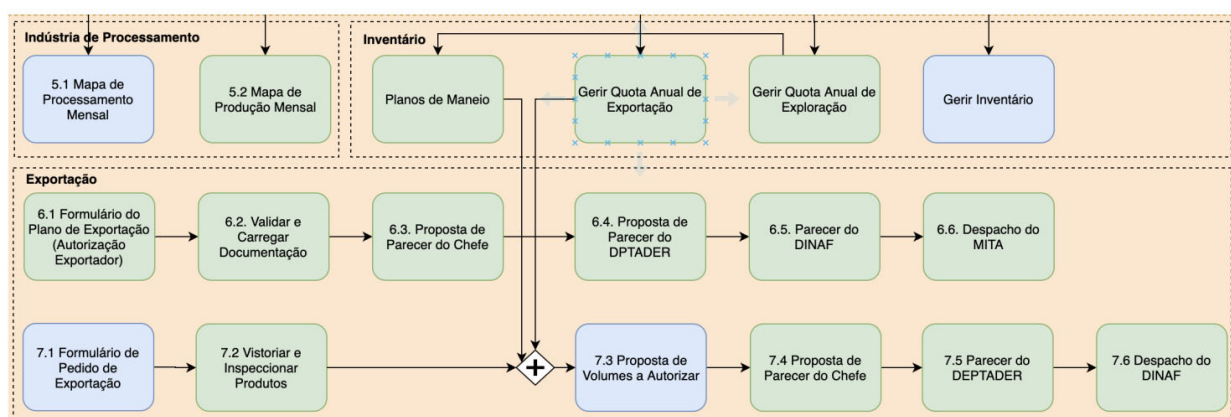 Indústria de Processamento
Inventário
5.1 Mapa de
Processamento
Mensal
5.2 Mapa de
Produção Mensal
Planos de Maneio
Gerir Quota Anual de
Exportação
Gerir Quota Anual de
Exploração
Gerir Inventário
Exportação
6.1 Formulário do
Plano de Exportação
(Autorização
Exportador)
6.2. Validar e
Carregar
Documentação
6.3. Proposta de
Parecer do Chefe
6.4. Proposta de
Parecer do
DPTADER
6.5. Parecer do
DINAF
6.6. Despacho do
MITA
7.1 Formulário de
Pedido de
Exportação
7.2 Vistoriar e
Inspeccionar
Produtos
7.3 Proposta de
Volumes a Autorizar
7.4 Proposta de
Parecer do Chefe
7.5 Parecer do
DEPTADER
7.6 Despacho do
DINAF